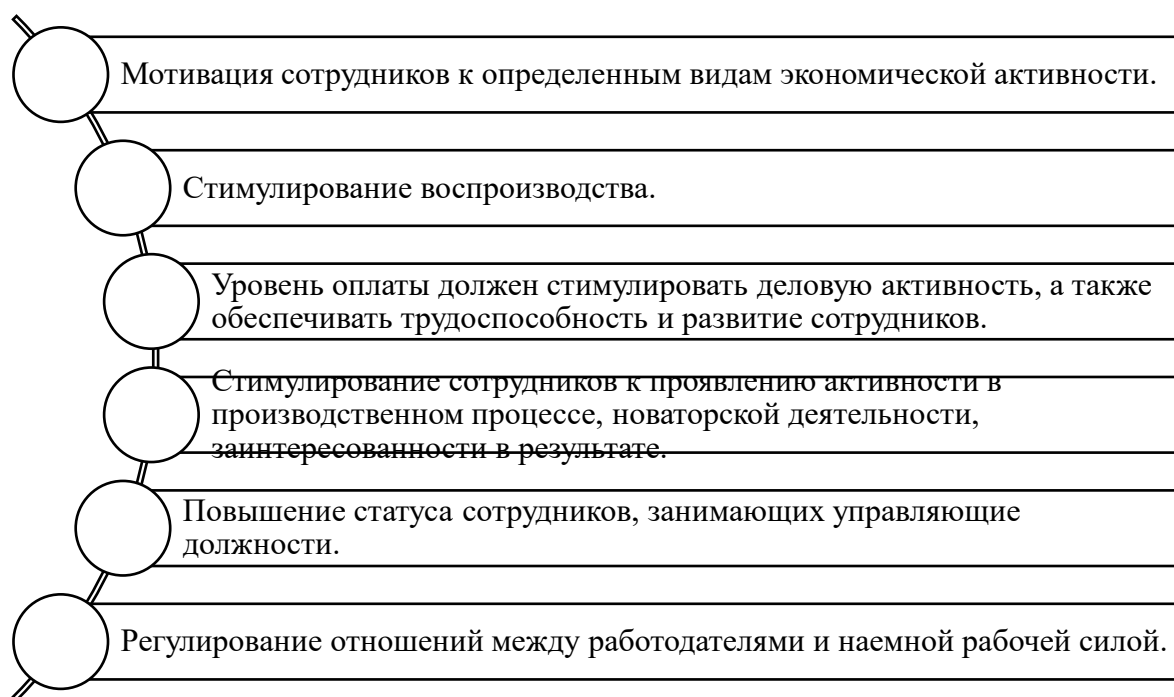 Мотивация сотрудников к определенным видам экономической активности.
Стимулирование воспроизводства.
Уровень оплаты должен стимулировать деловую активность, а также
обеспечивать трудоспособность и развитие сотрудников.
Стимулирование сотрудников к проявлению активности в
производственном процессе, новаторской деятельности,
заинтересованности в результате.
Повышение статуса сотрудников, занимающих управляющие
должности.
Регулирование отношений между работодателями и наемной рабочей силой.